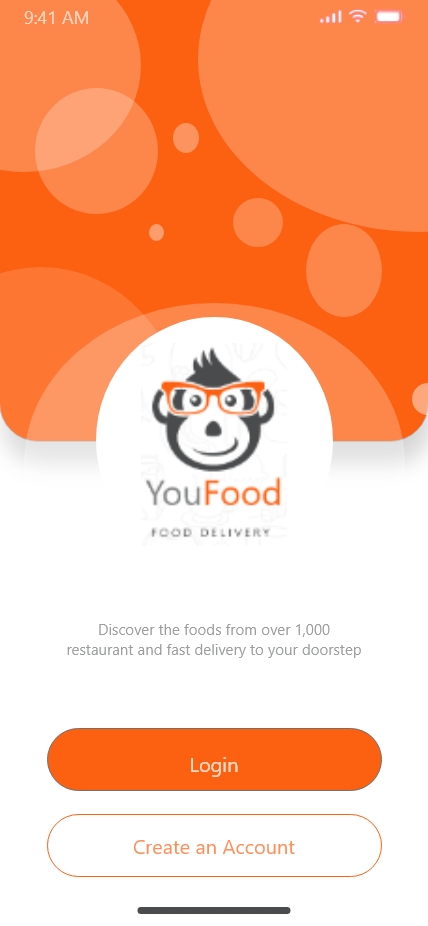 9:41 AM
YouFood
FOOD DELIVERY
Discover the foods from over 1,000
restaurant and fast delivery to your doorstep
Login
Create an Account